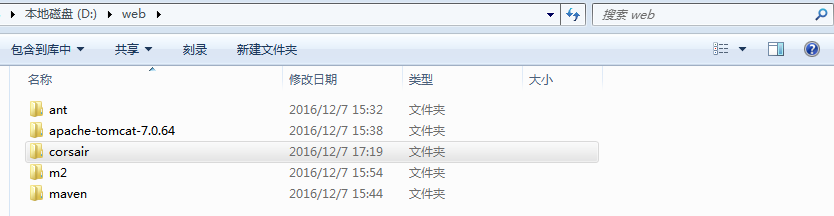 本地磁盘 (D:) web 搜索 web
包含到库中 共享 刻录 新建文件夹
名称 修改日期 类型 大小
ant 2016/12/7 15:32 文件夹
apache-tomcat-7.0.64 2016/12/7 15:38 文件夹
corsair 2016/12/7 17:19 文件夹
m2 2016/12/7 15:54 文件夹
maven 2016/12/7 15:44 文件夹